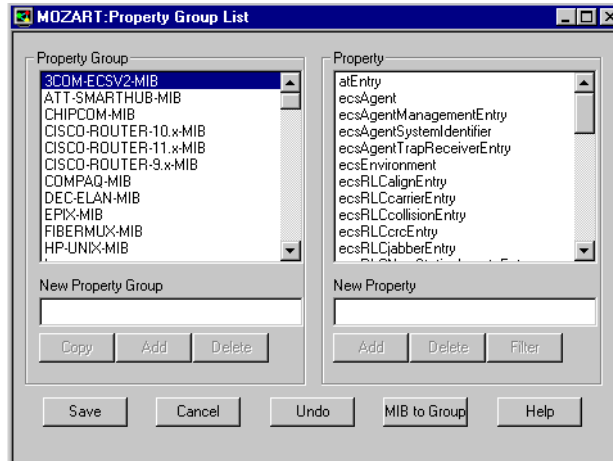 MOZART:Property Group List
Property Group
3COM-ECSV2-MIB
ATT-SMARTHUB-MIB
CHIPCOM-MIB
CISCO-ROUTER-10.x-MIB
CISCO-ROUTER-11.x-MIB
CISCO-ROUTER-9.x-MIB
COMPAQ-MIB
DEC-ELAN-MIB
EPIX-MIB
FIBERMUX-MIB
HP-UNIX-MIB
New Property Group
Copy Add Delete
Property
atEntry
ecsAgent
ecsAgentManagementEntry
ecsAgentSystemIdentifier
ecsAgentTrapReceiverEntry
ecsEnvironment
ecsRLCalignEntry
ecsRLCcarrierEntry
ecsRLCcollisionEntry
ecsRLCcrcEntry
ecsRLCjabberEntry
New Property
Add Delete Filter
Save Cancel Undo MIB to Group Help